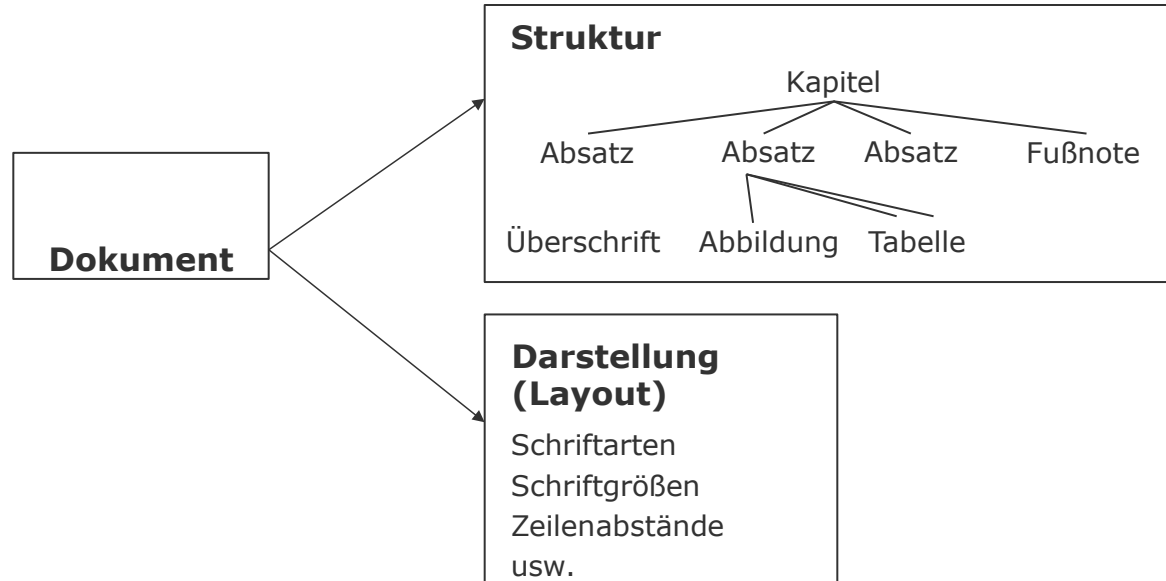 Struktur
Kapitel
Absatz Absatz Absatz Fußnote
Überschrift Abbildung Tabelle
Dokument
Darstellung
(Layout)
Schriftarten
Schriftgrößen
Zeilenabstände
usw.